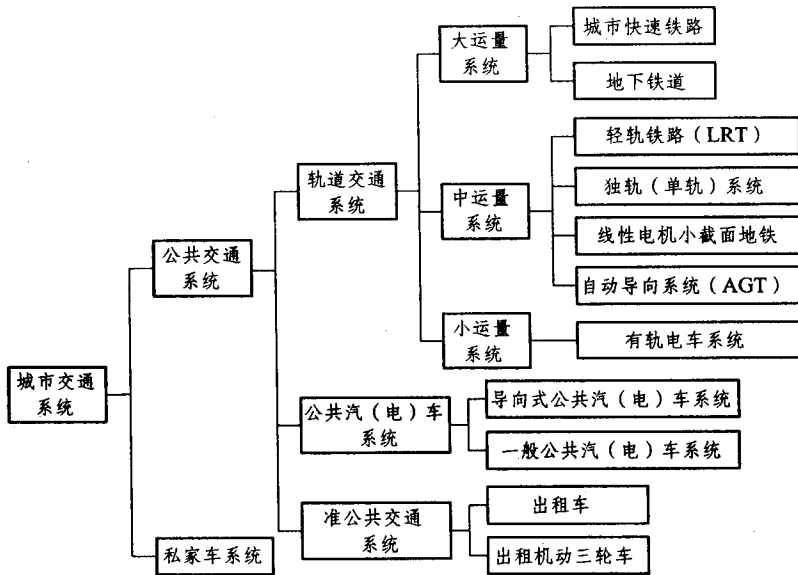 城市快速铁路
大运量
系统
地下铁道
轻轨铁路（LRT）
轨道交通
系统
独轨（单轨）系统
中运量
系统
线性电机小截面地铁
公共交通
系统
自动导向系统（AGT）
小运量
系统
有轨电车系统
城市交通
系统
导向式公共汽（电）车系统
公共汽（电）车
系统
一般公共汽（电）车系统
出租车
准公共交通
系统
私家车系统
出租机动三轮车